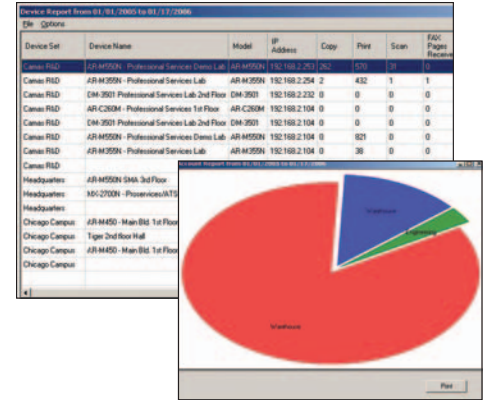 Device Report from 01/01/2005 to 01/17/2006
File Options
Device Set Device Name Model IP Address Copy Print Scan FAX Pages Receive
Camas R&D AR-M550N - Professional Services Demo Lab AR-M550N 192.168.2.253 262 570 31 0
Camas R&D AR-M355N - Professional Services Lab AR-M355N 192.168.2.254 2 432 1 1
Camas R&D DM-3501 Professional Services Lab 2nd Floor DM-3501 192.168.2.232 0 0 0 0
Camas R&D AR-C260M - Professional Services 1st Floor AR-C260M 192.168.2.104 0 0 0 0
Camas R&D DM-3501 Professional Services Lab 2nd Floor DM-3501 192.168.2.104 0 0 0 0
Camas R&D AR-M550N - Professional Services Demo Lab AR-M550N 192.168.2.104 0 821 0 0
Camas R&D AR-M355N - Professional Services Lab AR-M355N 192.168.2.104 0 38 0 0
Camas R&D
Account Report from 01/01/2005 to 01/17/2006
Headquarters AR-M550N SMA 3rd Floor
Headquarters MX-2700N - Proservices/ATS
Headquarters
Chicago Campus AR-M450 - Main Bld. 1st Floor
Chicago Campus Tiger 2nd floor Hall
Chicago Campus AR-M450 - Main Bld. 1st Floor
Chicago Campus
Engineering
Print